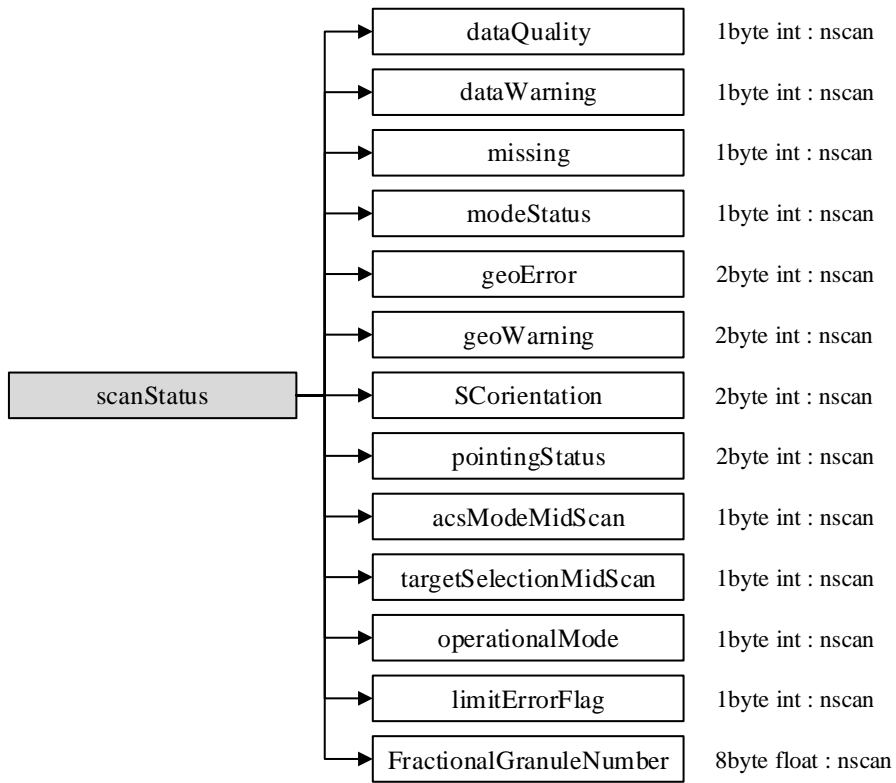 dataQuality 1byte int : nscan
dataWarning 1byte int : nscan
missing 1byte int : nscan
modeStatus 1byte int : nscan
geoError 2byte int : nscan
geoWarning 2byte int : nscan
scanStatus SCorientation 2byte int : nscan
pointingStatus 2byte int : nscan
acsModeMidScan 1byte int : nscan
targetSelectionMidScan 1byte int : nscan
operationalMode 1byte int : nscan
limitErrorFlag 1byte int : nscan
FractionalGranuleNumber 8byte float : nscan